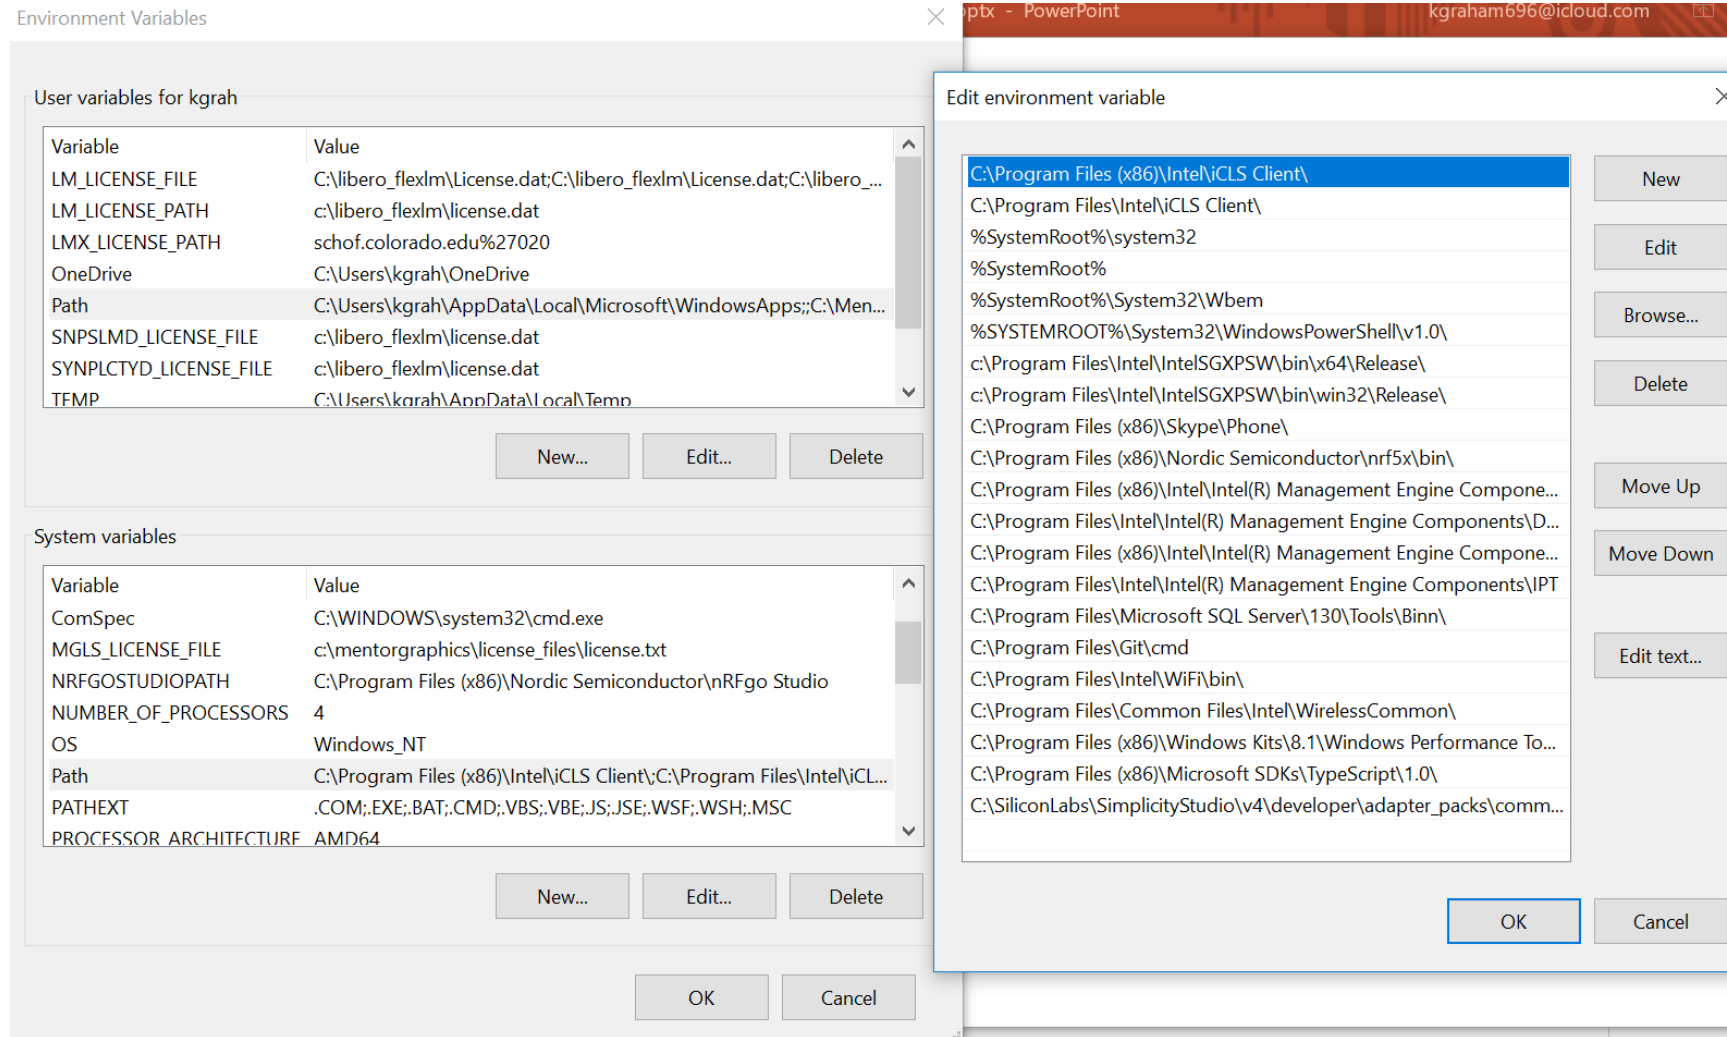 Environment Variables
ptx - PowerPoint
kgraham696@icloud.com
User variables for kgrah
Variable Value
LM_LICENSE_FILE C:\libero_flexlm\License.dat;C:\libero_flexlm\License.dat;C:\libero_...
LM_LICENSE_PATH c:\libero_flexlm\license.dat
LMX_LICENSE_PATH schof.colorado.edu%27020
OneDrive C:\Users\kgrah\OneDrive
Path C:\Users\kgrah\AppData\Local\Microsoft\WindowsApps;;C:\Men...
SNPSLMD_LICENSE_FILE c:\libero_flexlm\license.dat
SYNPLCTYD_LICENSE_FILE c:\libero_flexlm\license.dat
TEMP C:\Users\kgrah\AppData\Local\Temp
New... Edit... Delete
System variables
Variable Value
ComSpec C:\WINDOWS\system32\cmd.exe
MGLS_LICENSE_FILE c:\mentorgraphics\license_files\license.txt
NRFGOSTUDIOPATH C:\Program Files (x86)\Nordic Semiconductor\nRFgo Studio
NUMBER_OF_PROCESSORS 4
OS Windows_NT
Path C:\Program Files (x86)\Intel\iCLS Client\;C:\Program Files\Intel\iCL...
PATHEXT .COM;.EXE;.BAT;.CMD;.VBS;.VBE;.JS;.JSE;.WSF;.WSH;.MSC
PROCESSOR_ARCHITECTURE AMD64
New... Edit... Delete
OK Cancel
Edit environment variable
C:\Program Files (x86)\Intel\iCLS Client\
C:\Program Files\Intel\iCLS Client\
%SystemRoot%\system32
%SystemRoot%
%SystemRoot%\System32\Wbem
%SYSTEMROOT%\System32\WindowsPowerShell\v1.0\
c:\Program Files\Intel\IntelSGXPSW\bin\x64\Release\
c:\Program Files\Intel\IntelSGXPSW\bin\win32\Release\
C:\Program Files (x86)\Skype\Phone\
C:\Program Files (x86)\Nordic Semiconductor\nrf5x\bin\
C:\Program Files (x86)\Intel\Intel(R) Management Engine Compone...
C:\Program Files\Intel\Intel(R) Management Engine Components\D...
C:\Program Files (x86)\Intel\Intel(R) Management Engine Compone...
C:\Program Files\Intel\Intel(R) Management Engine Components\IPT
C:\Program Files\Microsoft SQL Server\130\Tools\Binn\
C:\Program Files\Git\cmd
C:\Program Files\Intel\WiFi\bin\
C:\Program Files\Common Files\Intel\WirelessCommon\
C:\Program Files (x86)\Windows Kits\8.1\Windows Performance To...
C:\Program Files (x86)\Microsoft SDKs\TypeScript\1.0\
C:\SiliconLabs\SimplicityStudio\v4\developer\adapter_packs\comm...
New
Edit
Browse...
Delete
Move Up
Move Down
Edit text...
OK Cancel